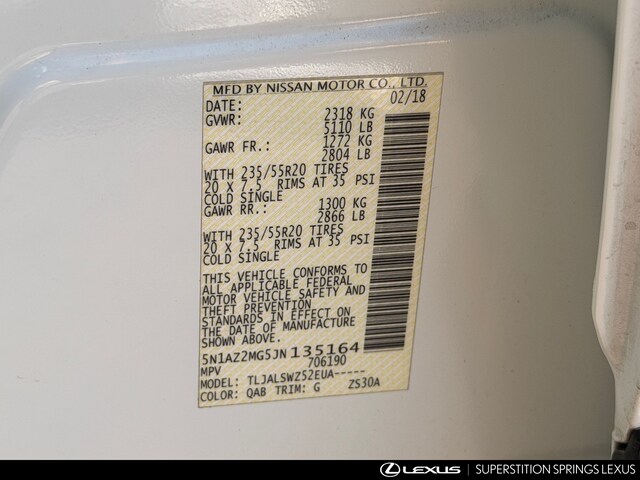 MFD BY NISSAN MOTOR CO., LTD.
DATE: 02/18
GVWR: 2318 KG
5110 LB
GAWR FR.: 1272 KG
2804 LB
WITH 235/55R20 TIRES
20 X 7.5 RIMS AT 35 PSI
COLD SINGLE
GAWR RR.: 1300 KG
2866 LB
WITH 235/55R20 TIRES
20 X 7.5 RIMS AT 35 PSI
COLD SINGLE
THIS VEHICLE CONFORMS TO
ALL APPLICABLE FEDERAL
MOTOR VEHICLE SAFETY AND
THEFT PREVENTION
STANDARDS IN EFFECT ON
THE DATE OF MANUFACTURE
SHOWN ABOVE.
5N1AZ2MG5JN135164
MPV 706190
MODEL: TLJALSWZ52EUA-----
COLOR: QAB TRIM: G ZS30A
LEXUS | SUPERSTITION SPRINGS LEXUS